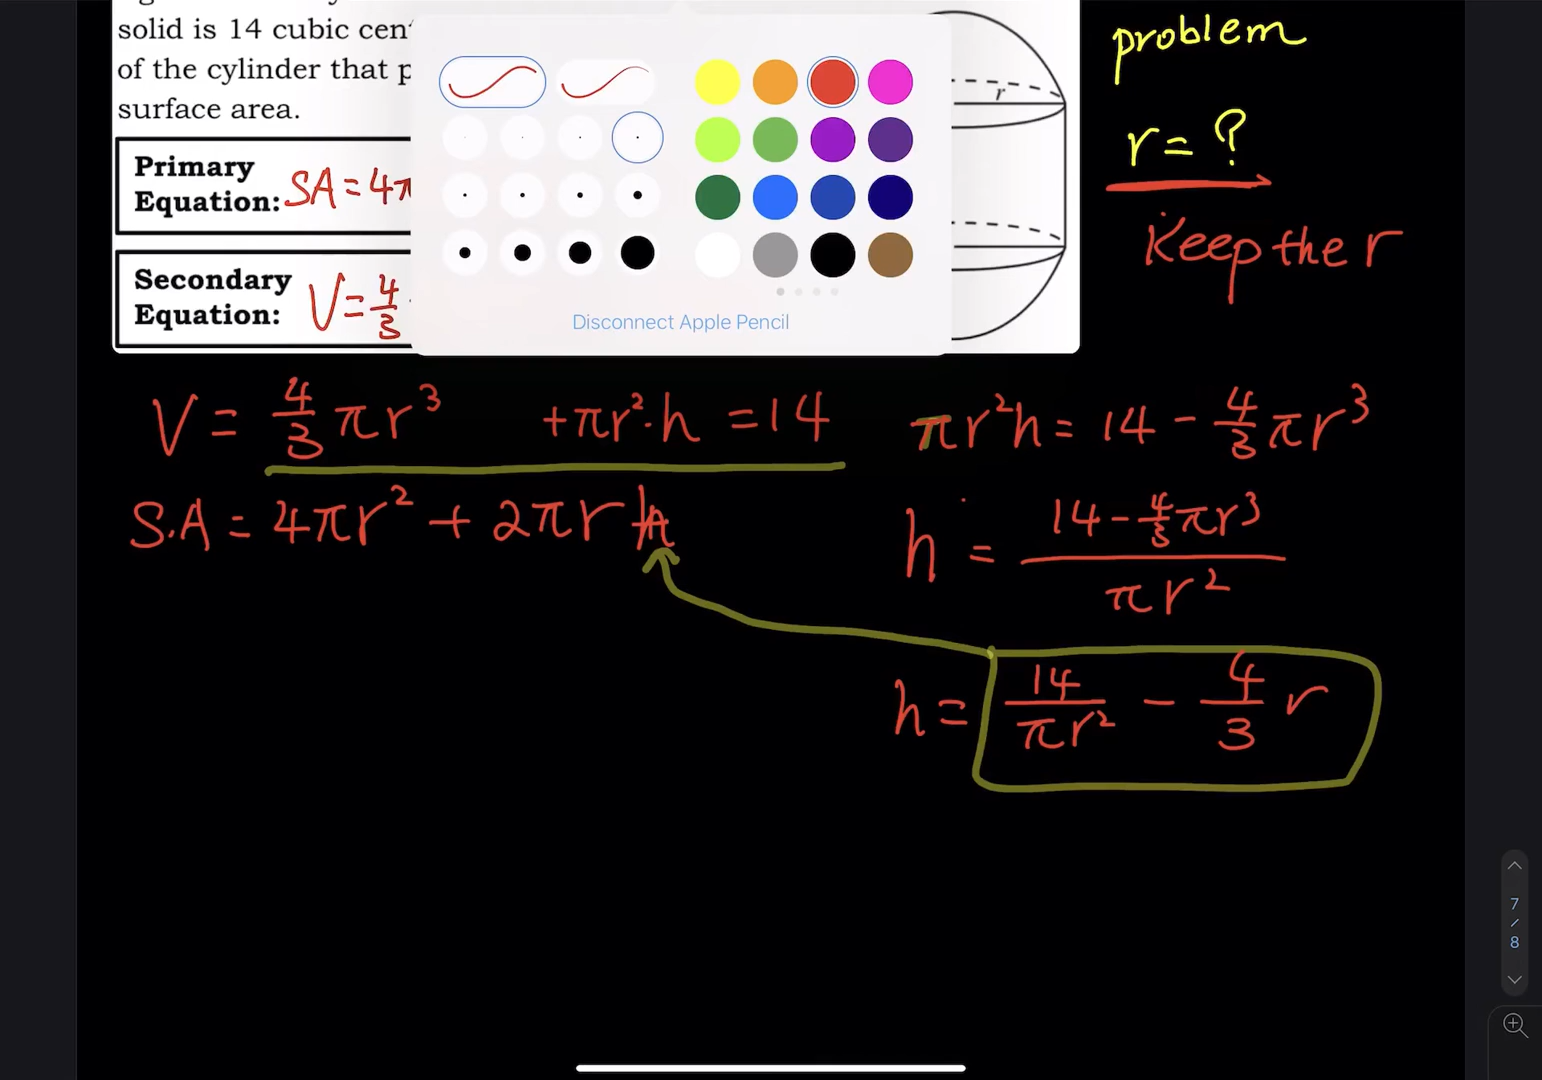 solid is 14 cubic cen
of the cylinder that p
surface area.
Primary
Equation: SA = 4π
Secondary
Equation: V = 4/3
Disconnect Apple Pencil
r
problem
r = ?
Keep the r
V = 4/3 πr³ + πr²·h = 14
πr²h = 14 - 4/3 πr³
S.A = 4πr² + 2πr h
h = (14 - 4/3 πr³)/(πr²)
h = 14/(πr²) - 4/3 r
7
/
8